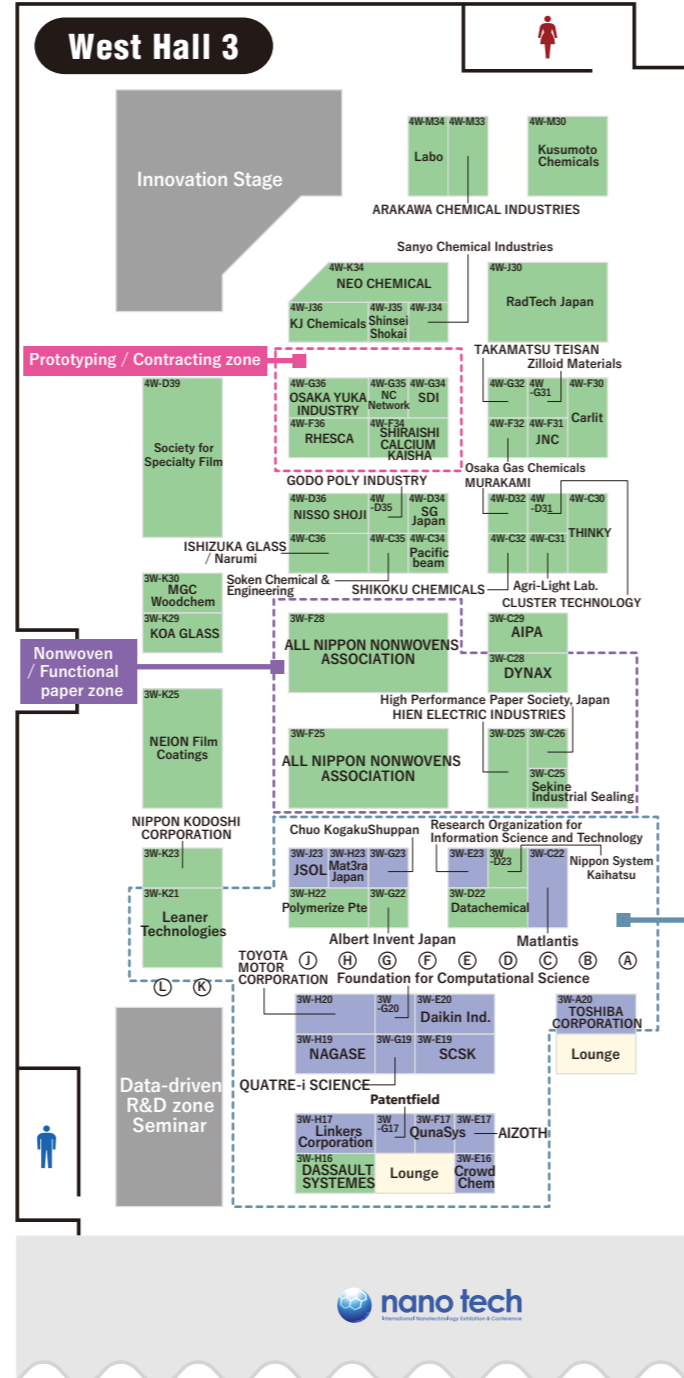 West Hall 3
Innovation Stage
4W-M34
Labo
4W-M33
4W-M30
Kusumoto
Chemicals
ARAKAWA CHEMICAL INDUSTRIES
Sanyo Chemical Industries
4W-K34
NEO CHEMICAL
4W-J30
RadTech Japan
4W-J36
KJ Chemicals
4W-J35
Shinsei
Shokai
4W-J34
Prototyping / Contracting zone
TAKAMATSU TEISAN
Zilloid Materials
4W-D39
Society for
Specialty Film
4W-G36
OSAKA YUKA
INDUSTRY
4W-G35
NC
Network
4W-G34
SDI
4W-G32
4W
-G31
4W-F30
Carlit
4W-F36
RHESCA
4W-F34
SHIRAISHI
CALCIUM
KAISHA
4W-F32
4W-F31
JNC
Osaka Gas Chemicals
GODO POLY INDUSTRY
MURAKAMI
4W-D36
NISSO SHOJI
4W
-D35
4W-D34
SG
Japan
4W-D32
4W
-D31
4W-C30
THINKY
ISHIZUKA GLASS
/ Narumi
4W-C36
4W-C35
4W-C34
Pacific
beam
4W-C32
4W-C31
Soken Chemical &
Engineering
SHIKOKU CHEMICALS
Agri-Light Lab.
CLUSTER TECHNOLOGY
3W-K30
MGC
Woodchem
3W-K29
KOA GLASS
Nonwoven
/ Functional
paper zone
3W-F28
ALL NIPPON NONWOVENS
ASSOCIATION
3W-C29
AIPA
3W-C28
DYNAX
3W-K25
NEION Film
Coatings
High Performance Paper Society, Japan
HIEN ELECTRIC INDUSTRIES
3W-F25
ALL NIPPON NONWOVENS
ASSOCIATION
3W-D25
3W-C26
3W-C25
Sekine
Industrial Sealing
NIPPON KODOSHI
CORPORATION
Chuo KogakuShuppan
Research Organization for
Information Science and Technology
3W-K23
3W-J23
JSOL
3W-H23
Mat3ra
Japan
3W-G23
3W-E23
3W
-D23
3W-C22
Nippon System
Kaihatsu
3W-K21
Leaner
Technologies
3W-H22
Polymerize Pte
3W-G22
3W-D22
Datachemical
Albert Invent Japan
Matlantis
TOYOTA
MOTOR
CORPORATION
J H G F E D C B A
Foundation for Computational Science
L K
3W-H20
3W
-G20
3W-E20
Daikin Ind.
3W-A20
TOSHIBA
CORPORATION
3W-H19
NAGASE
3W-G19
3W-E19
SCSK
Lounge
QUATRE-i SCIENCE
Data-driven
R&D zone
Seminar
Patentfield
3W-H17
Linkers
Corporation
3W
-G17
3W-F17
QunaSys
3W-E17
AIZOTH
3W-H16
DASSAULT
SYSTEMES
Lounge
3W-E16
Crowd
Chem
nano tech
International Nanotechnology Exhibition & Conference